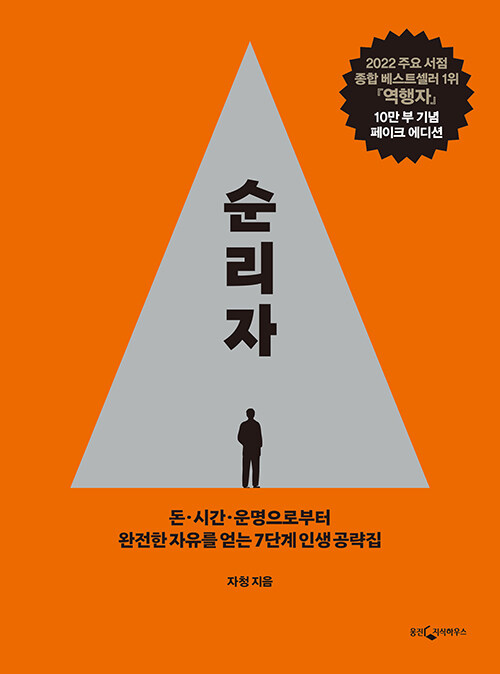 2022 주요 서점
종합 베스트셀러 1위
『역행자』
10만 부 기념
페이크 에디션
순리자
돈·시간·운명으로부터
완전한 자유를 얻는 7단계 인생 공략집
자청 지음
웅진 지식하우스